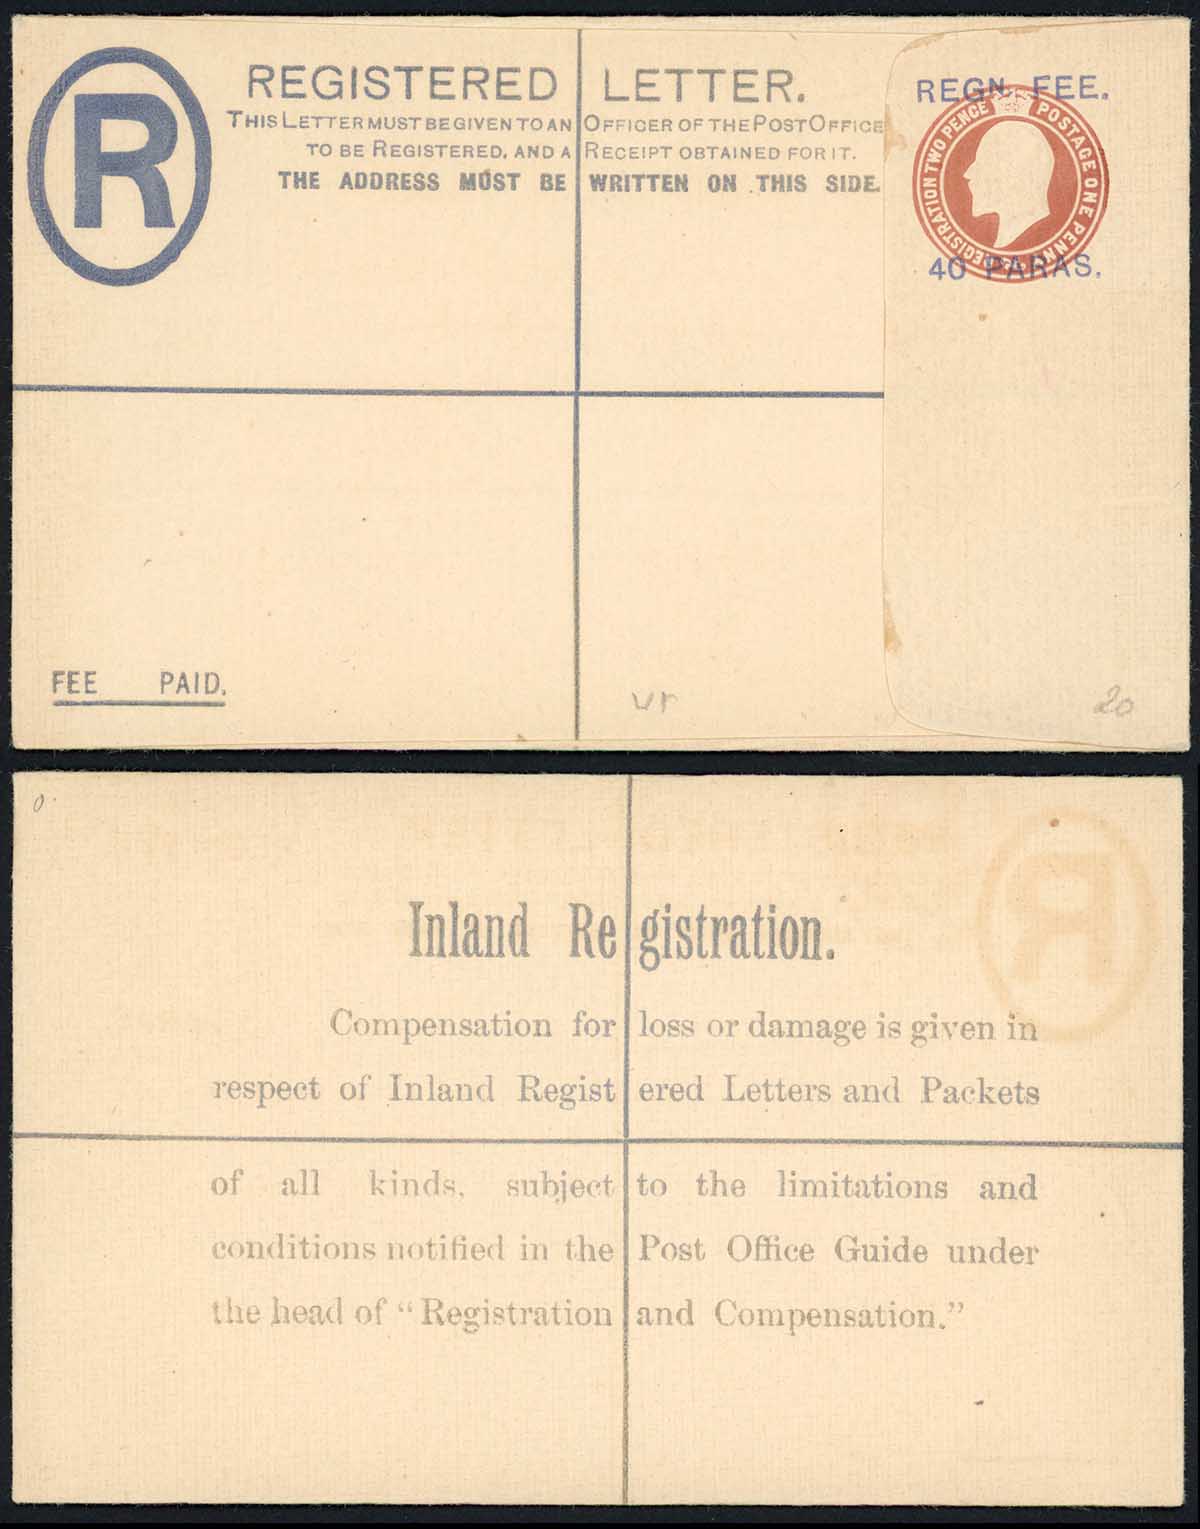 R
REGISTERED LETTER.
THIS LETTER MUST BE GIVEN TO AN OFFICER OF THE POST OFFICE
TO BE REGISTERED, AND A RECEIPT OBTAINED FOR IT.
THE ADDRESS MUST BE WRITTEN ON THIS SIDE.
REGN. FEE.
REGISTRATION TWO PENCE POSTAGE ONE PENNY
40 PARAS.
FEE PAID.
ur
20
Inland Registration.
Compensation for loss or damage is given in
respect of Inland Registered Letters and Packets
of all kinds, subject to the limitations and
conditions notified in the Post Office Guide under
the head of “Registration and Compensation.”